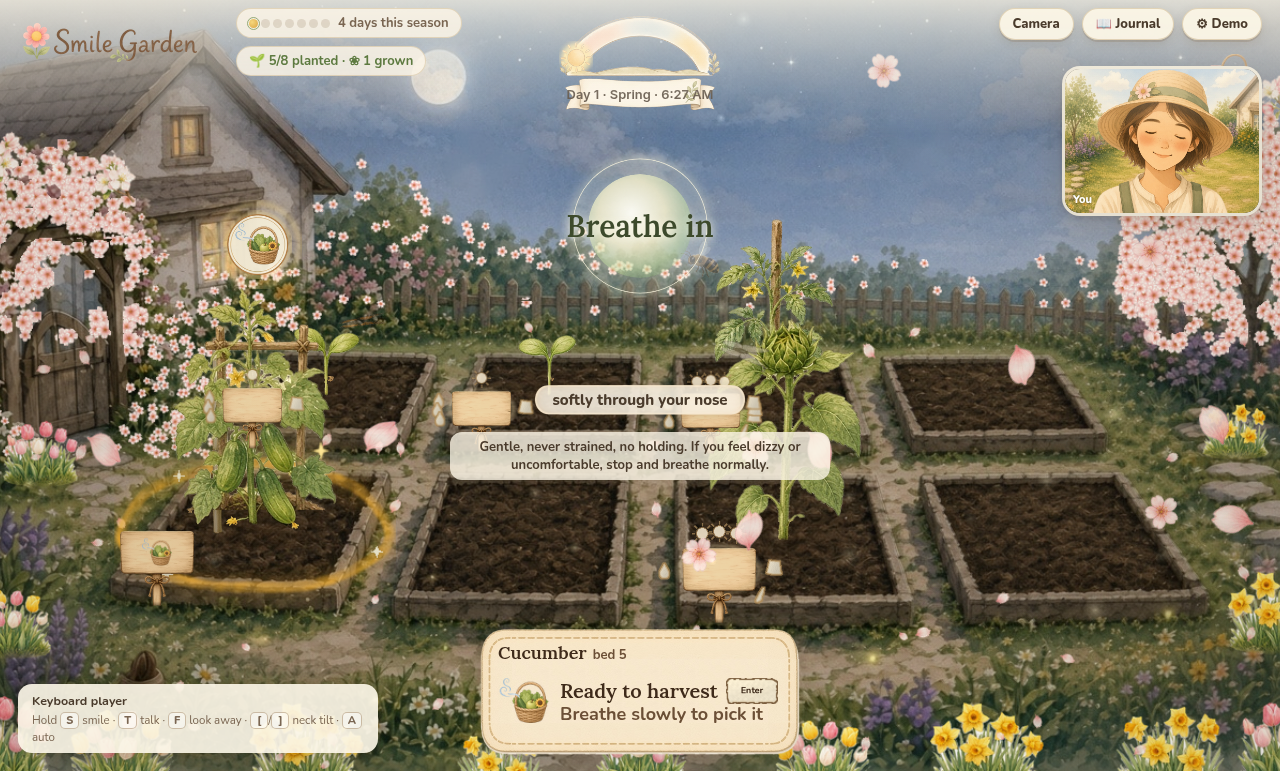 Smile Garden
4 days this season
5/8 planted · 1 grown
Day 1 · Spring · 6:27 AM
Camera
Journal
Demo
You
Breathe in
softly through your nose
Gentle, never strained, no holding. If you feel dizzy or
uncomfortable, stop and breathe normally.
Cucumber bed 5
Ready to harvest Enter
Breathe slowly to pick it
Keyboard player
Hold S smile · T talk · F look away · [ / ] neck tilt · A
auto